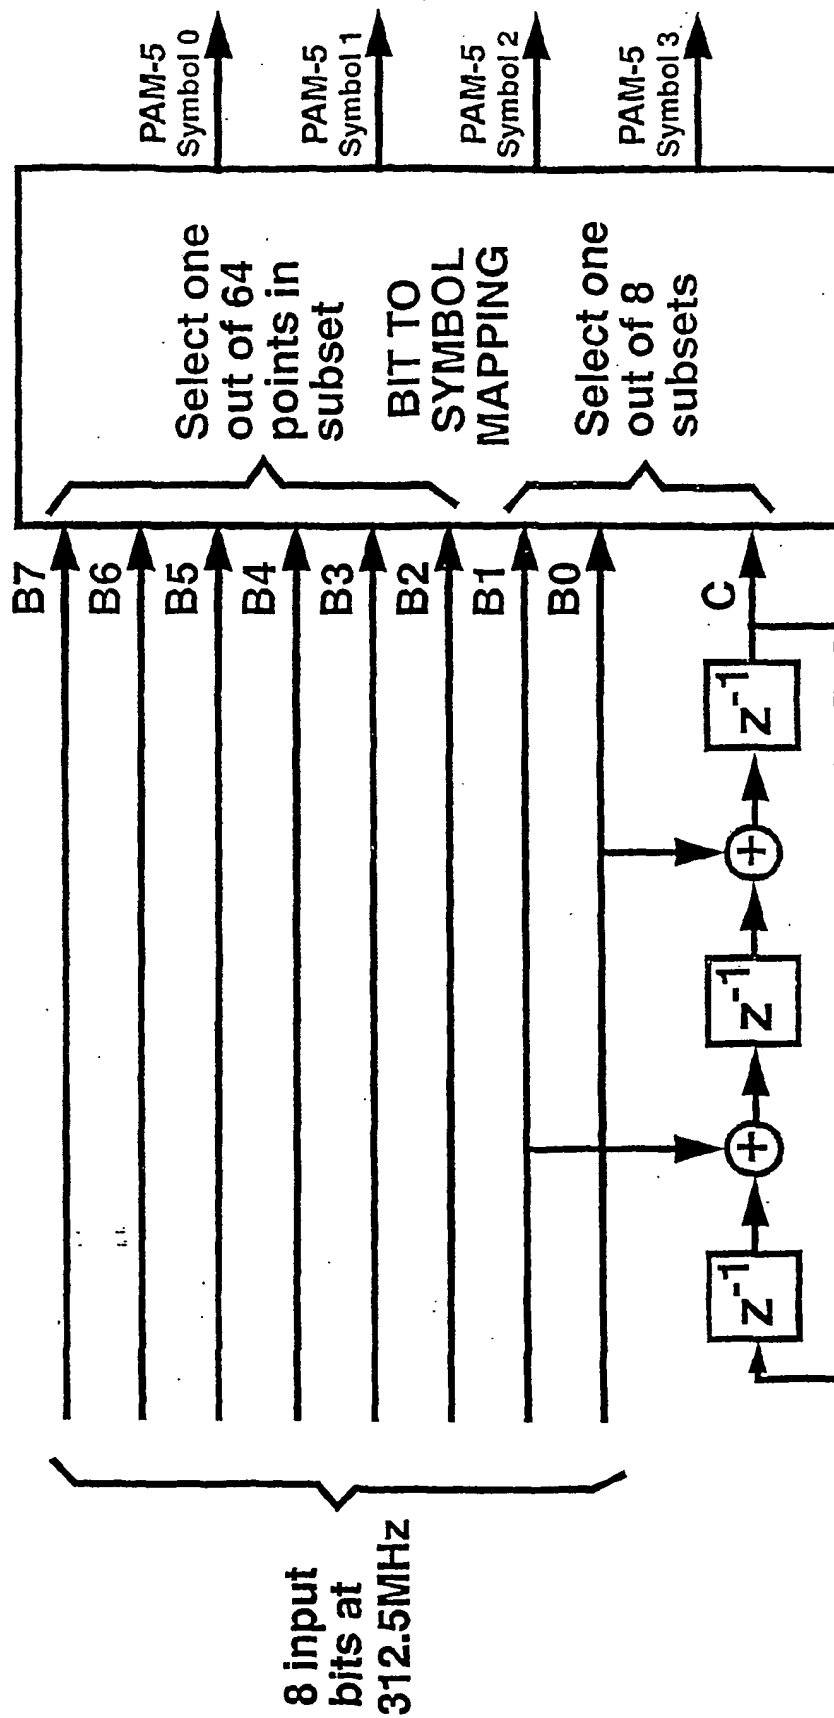 8 input
bits at
312.5MHz
B7
B6
B5
B4
B3
B2
B1
B0
C
z⁻¹
+
z⁻¹
+
z⁻¹
Select one
out of 64
points in
subset
BIT TO
SYMBOL
MAPPING
Select one
out of 8
subsets
PAM-5
Symbol 0
PAM-5
Symbol 1
PAM-5
Symbol 2
PAM-5
Symbol 3